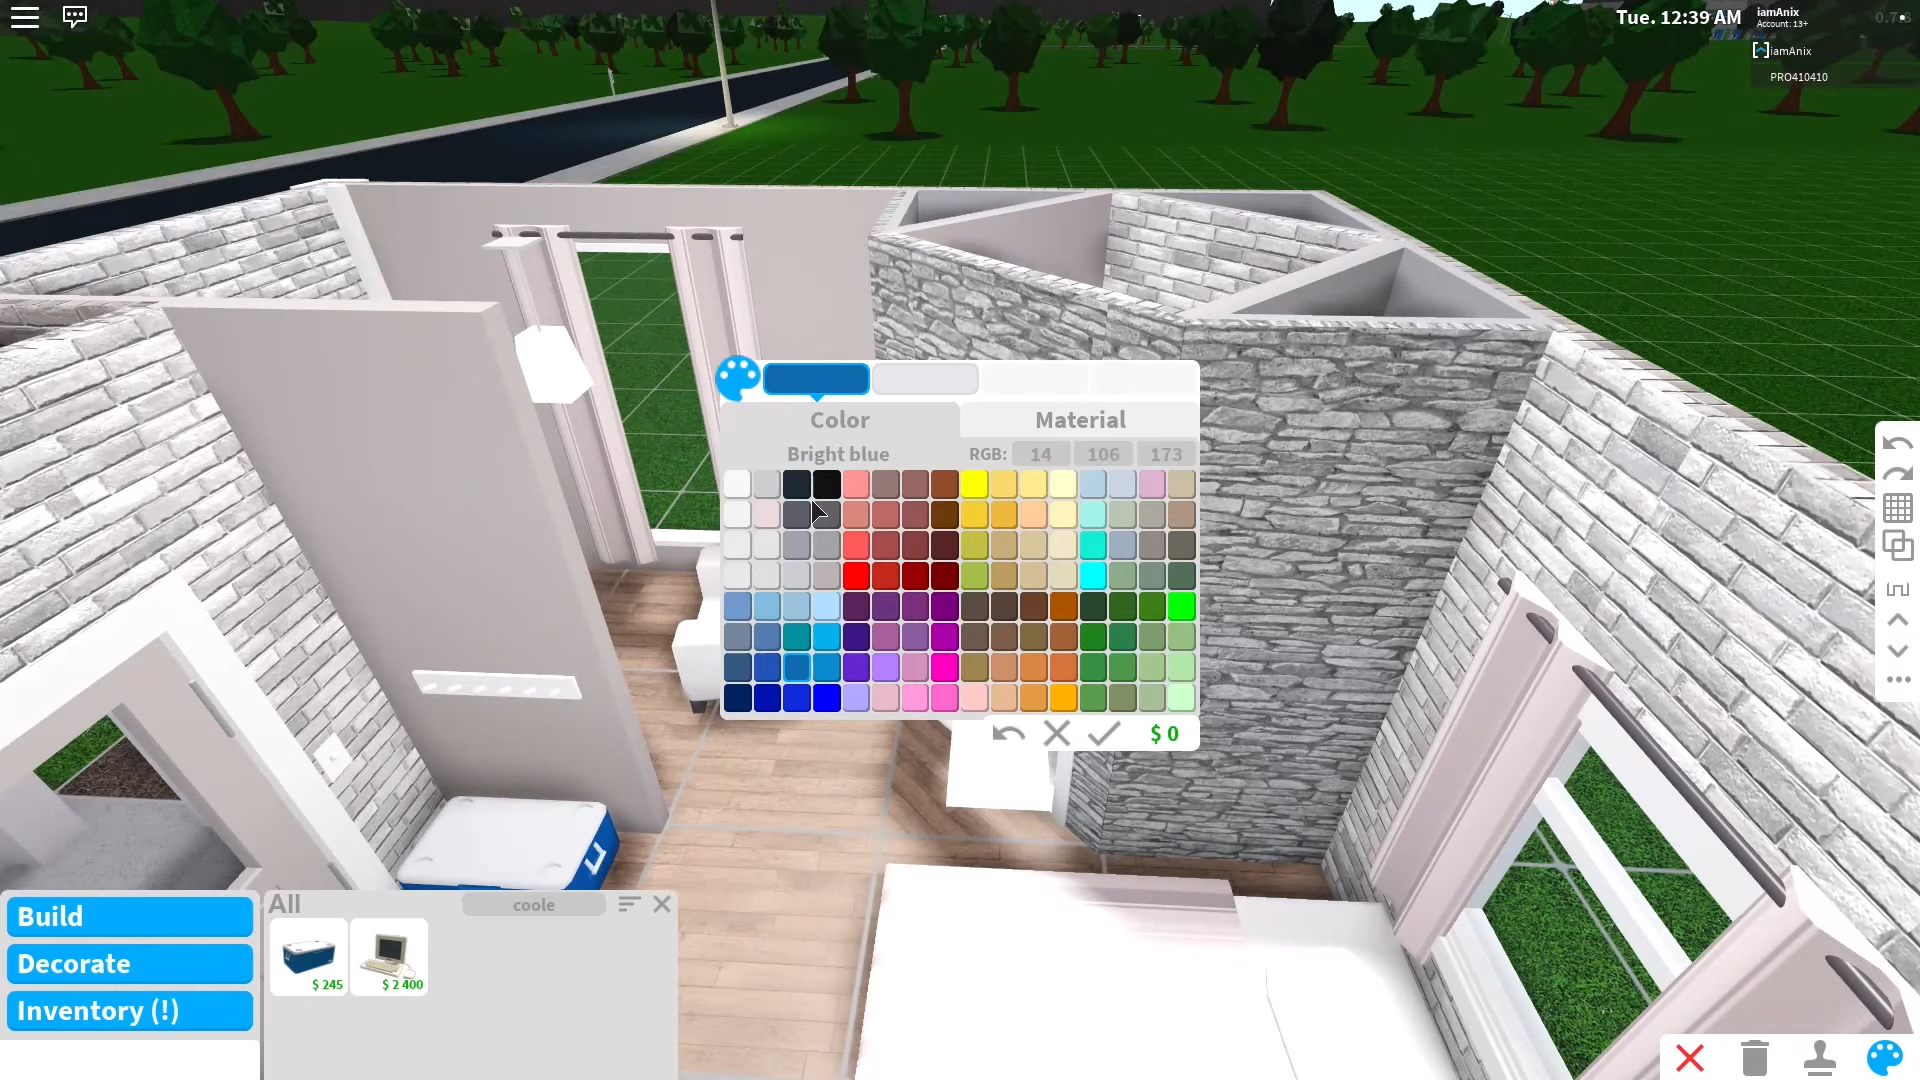 Tue. 12:39 AM
iamAnix
Account: 13+
iamAnix
PRO410410
Color
Material
Bright blue
RGB: 14 106 173
$ 0
Build
Decorate
Inventory (!)
All
coole
$ 245
$ 2 400